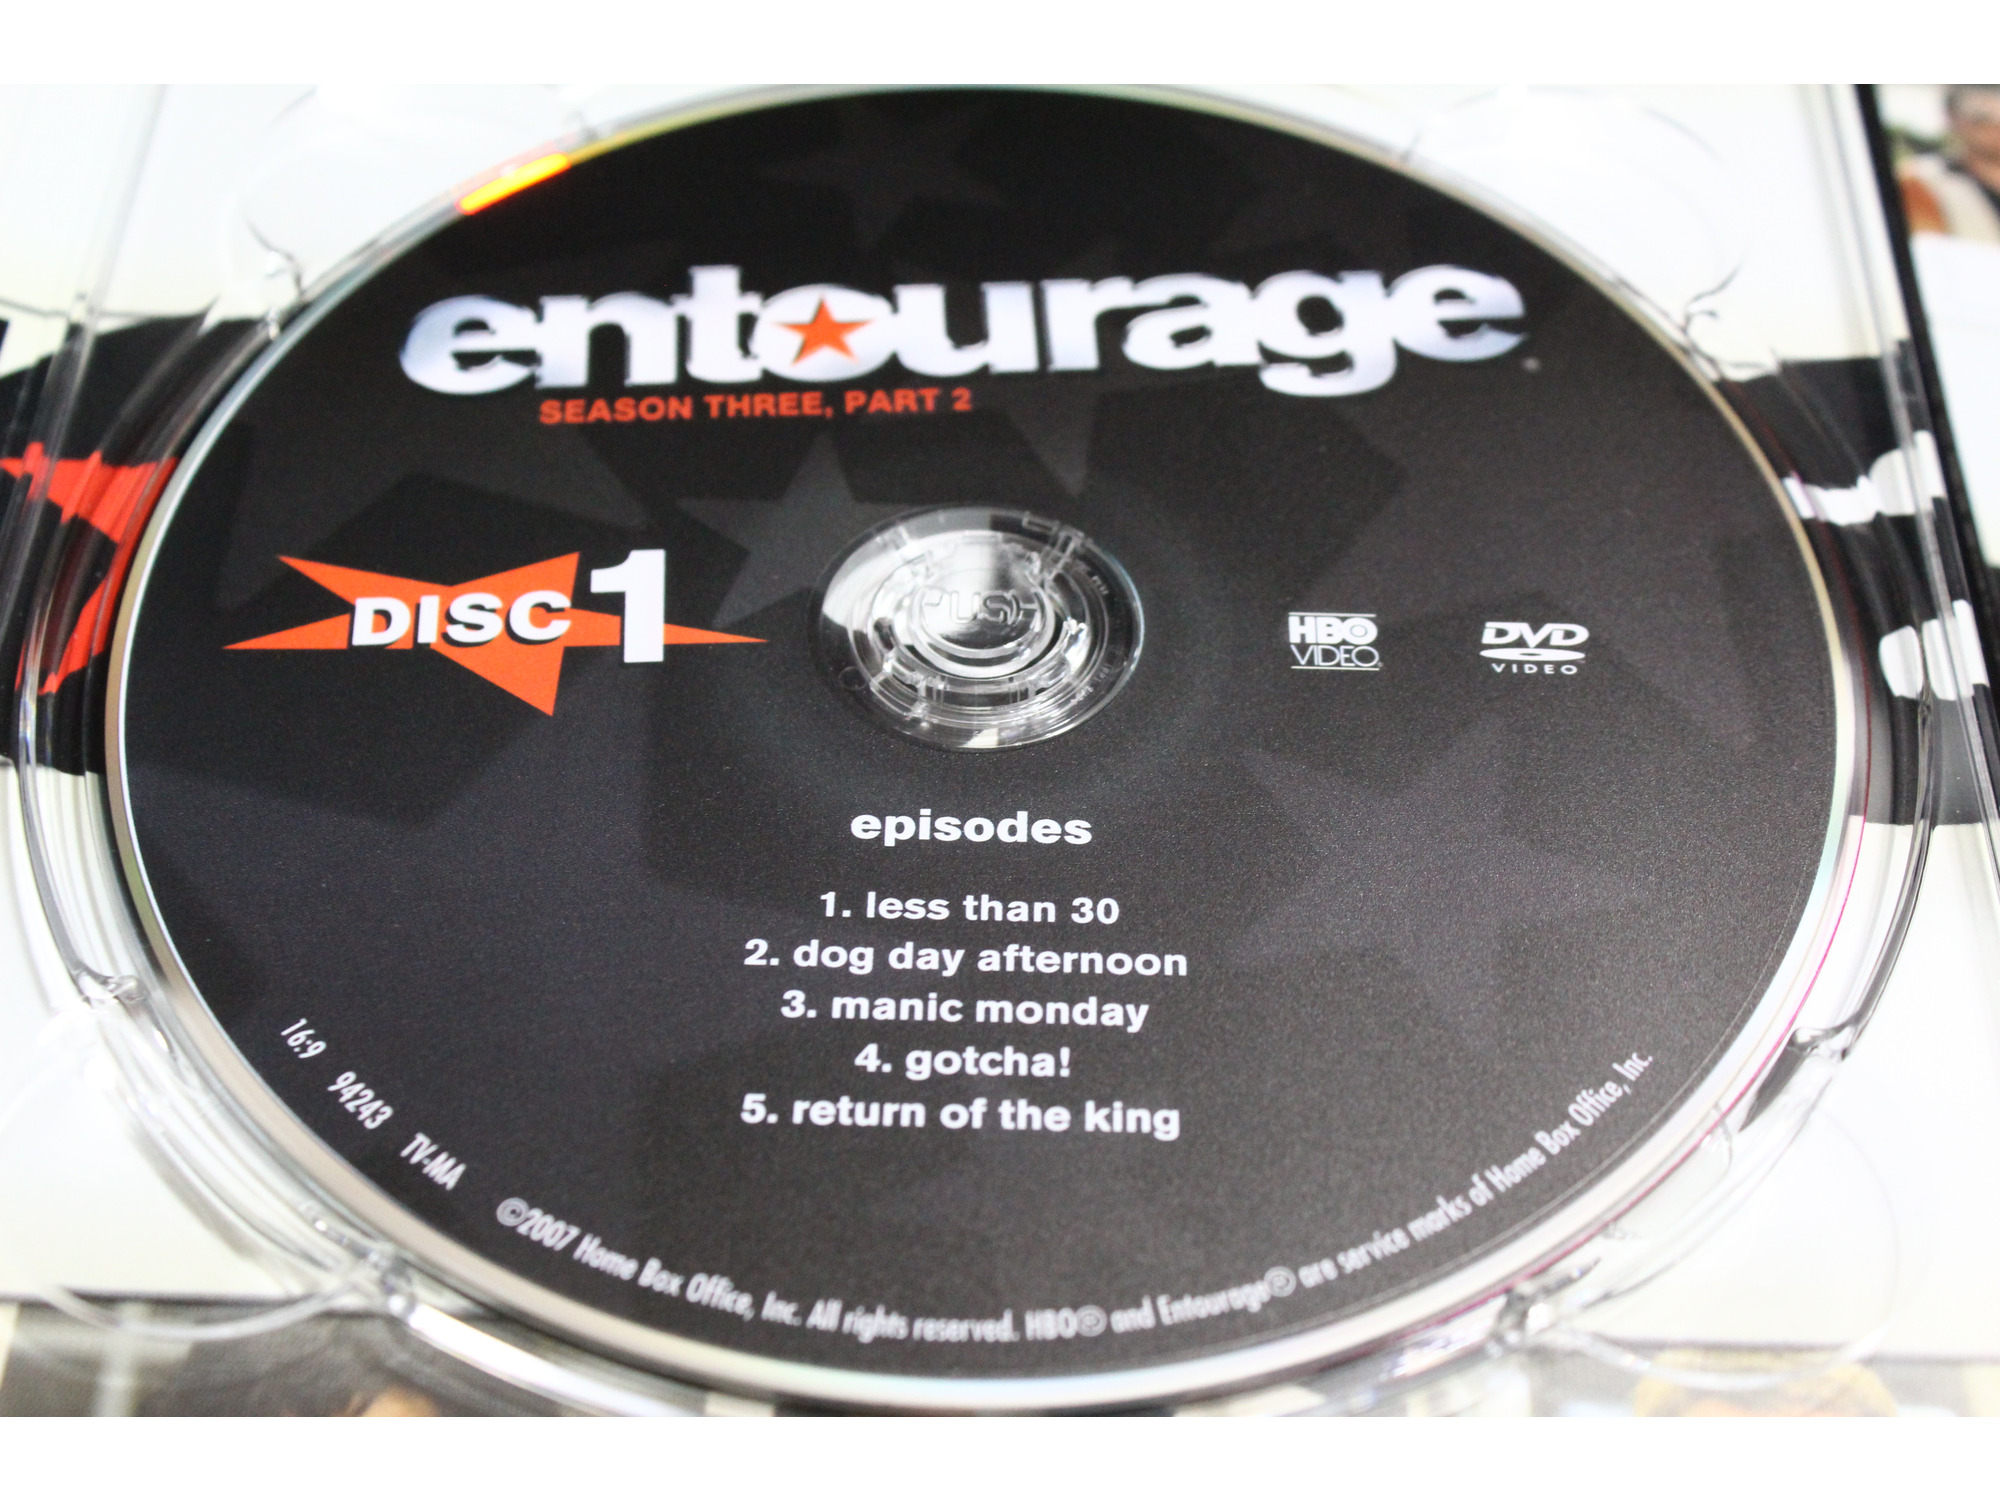 entourage
SEASON THREE, PART 2
DISC 1
PUSH
HBO
VIDEO®
DVD
VIDEO
episodes
1. less than 30
2. dog day afternoon
3. manic monday
4. gotcha!
5. return of the king
16:9 94243 TV-MA
©2007 Home Box Office, Inc. All rights reserved. HBO® and Entourage® are service marks of Home Box Office, Inc.